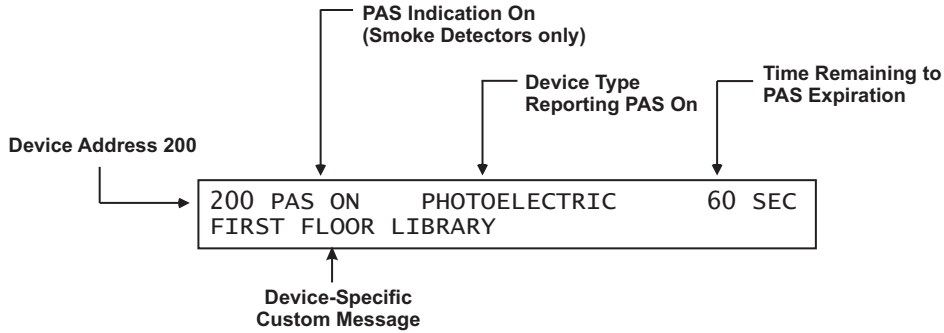 PAS Indication On
(Smoke Detectors only)
Device Type
Reporting PAS On
Time Remaining to
PAS Expiration
Device Address 200
200 PAS ON PHOTOELECTRIC 60 SEC
FIRST FLOOR LIBRARY
Device-Specific
Custom Message